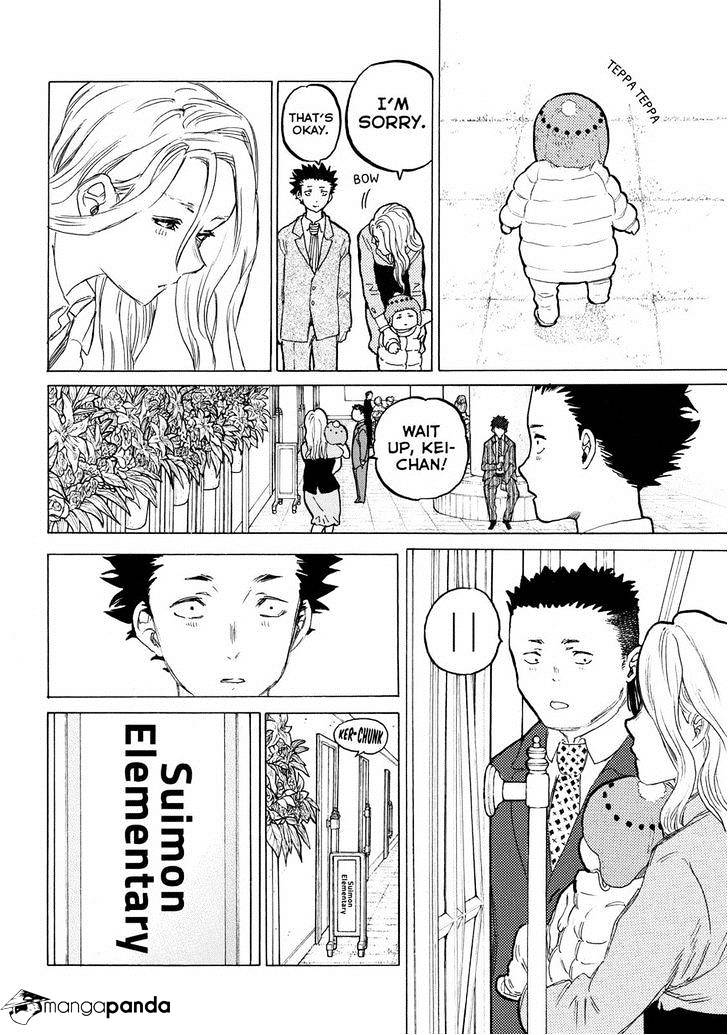 TEPPA TEPPA
I'M
SORRY.
BOW
THAT'S
OKAY.
WAIT
UP, KEI-
CHAN!
KER-CHUNK
Suimon
Elementary
Suimon
Elementary
mangapanda